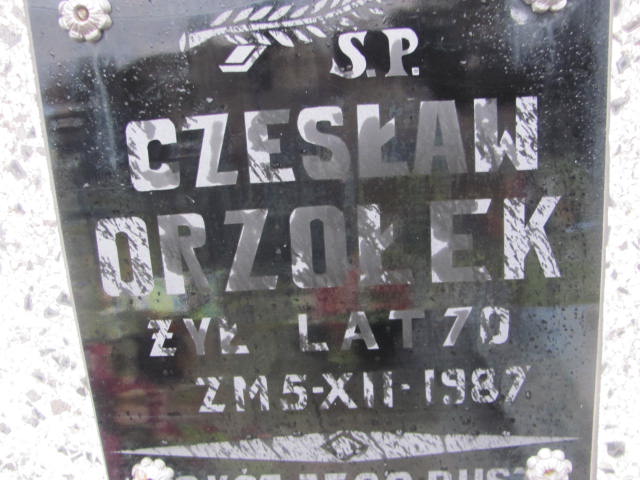 Ś.P.
CZESŁAW
ORZOŁEK
ŻYŁ LAT 70
ZM 5-XII-1987